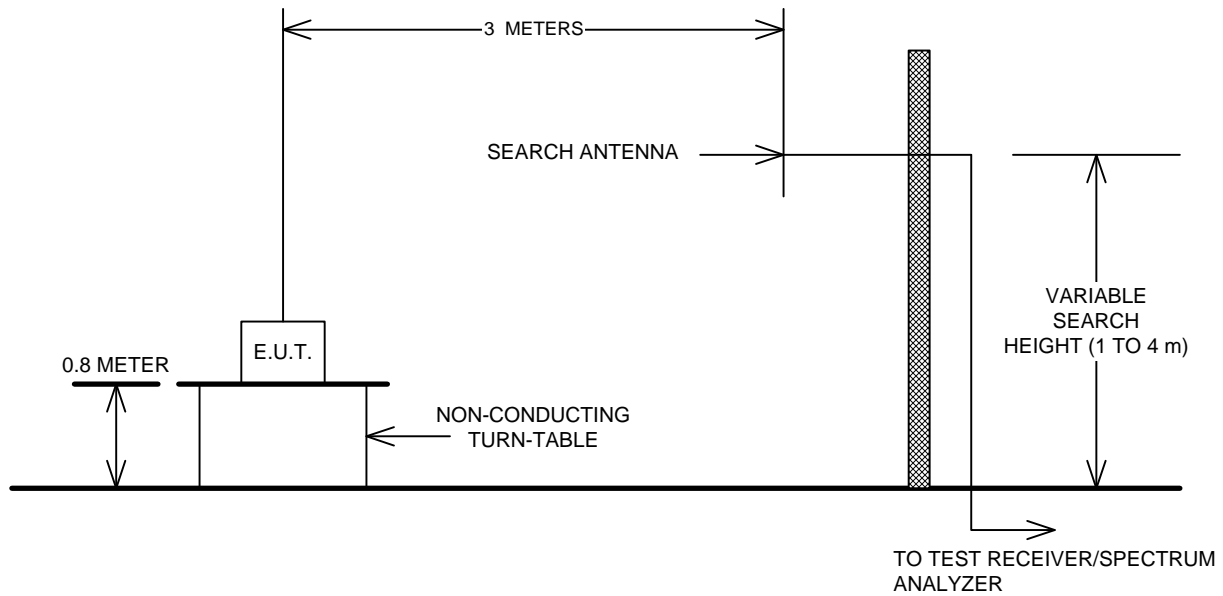 3 METERS
SEARCH ANTENNA
VARIABLE
SEARCH
HEIGHT (1 TO 4 m)
E.U.T.
0.8 METER
NON-CONDUCTING
TURN-TABLE
TO TEST RECEIVER/SPECTRUM
ANALYZER